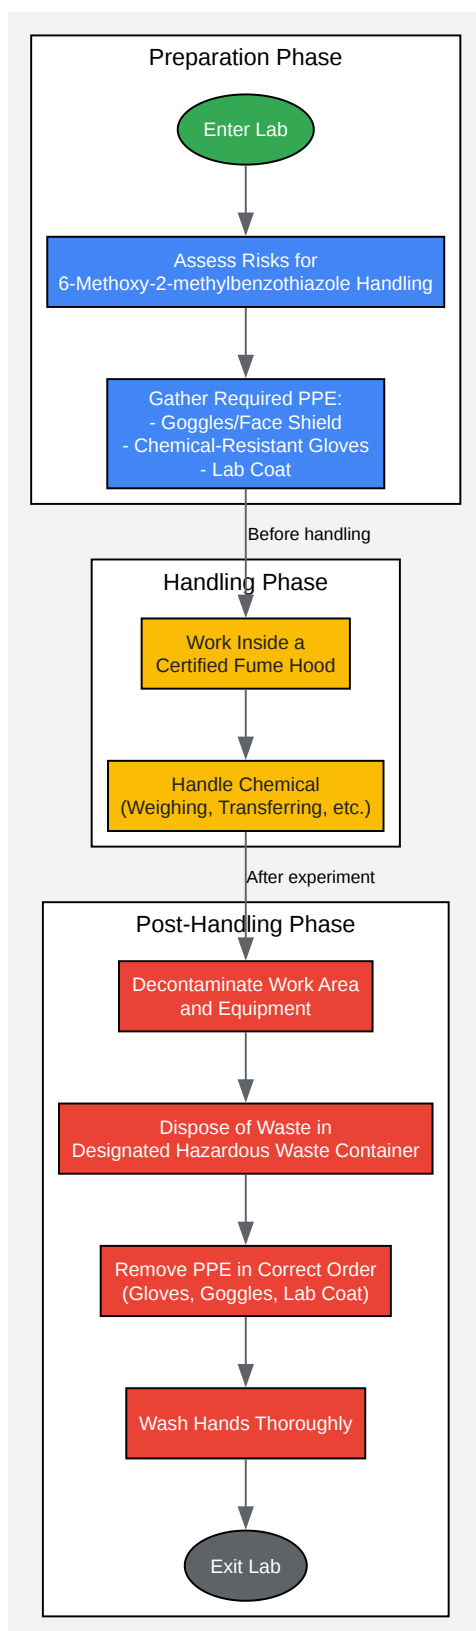 Preparation Phase
Enter Lab
Assess Risks for
6-Methoxy-2-methylbenzothiazole Handling
Gather Required PPE:
- Goggles/Face Shield
- Chemical-Resistant Gloves
- Lab Coat
Before handling
Handling Phase
Work Inside a
Certified Fume Hood
Handle Chemical
(Weighing, Transferring, etc.)
After experiment
Post-Handling Phase
Decontaminate Work Area
and Equipment
Dispose of Waste in
Designated Hazardous Waste Container
Remove PPE in Correct Order
(Gloves, Goggles, Lab Coat)
Wash Hands Thoroughly
Exit Lab